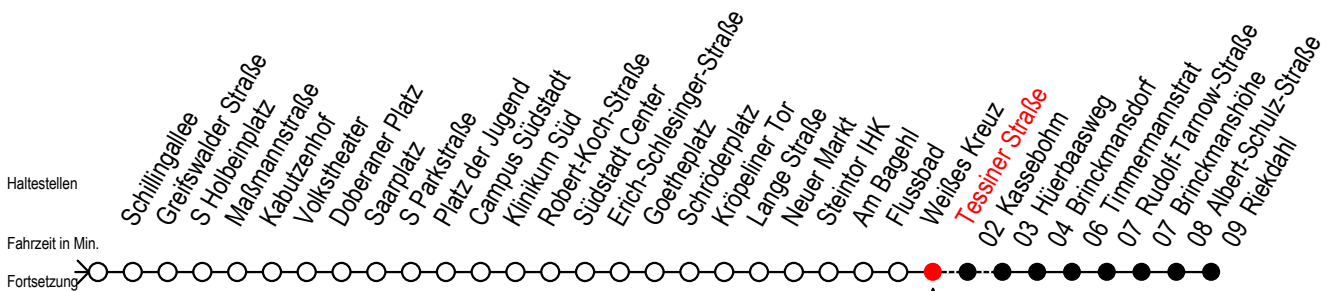 Haltestellen
Schillingallee
Greifswalder Straße
S Holbeinplatz
Maßmannstraße
Kabutzenhof
Volkstheater
Doberaner Platz
Saarplatz
S Parkstraße
Platz der Jugend
Campus Südstadt
Klinikum Süd
Robert-Koch-Straße
Südstadt Center
Erich-Schlesinger-Straße
Goetheplatz
Schröderplatz
Kröpeliner Tor
Lange Straße
Neuer Markt
Steintor IHK
Am Bagehl
Flussbad
Weißes Kreuz
Tessiner Straße
02 Kassebohm
03 Hüerbaasweg
04 Brinckmansdorf
06 Timmermannstrat
07 Rudolf-Tarnow-Straße
07 Brinckmanshöhe
08 Albert-Schulz-Straße
09 Riekdahl
Fahrzeit in Min.
Fortsetzung